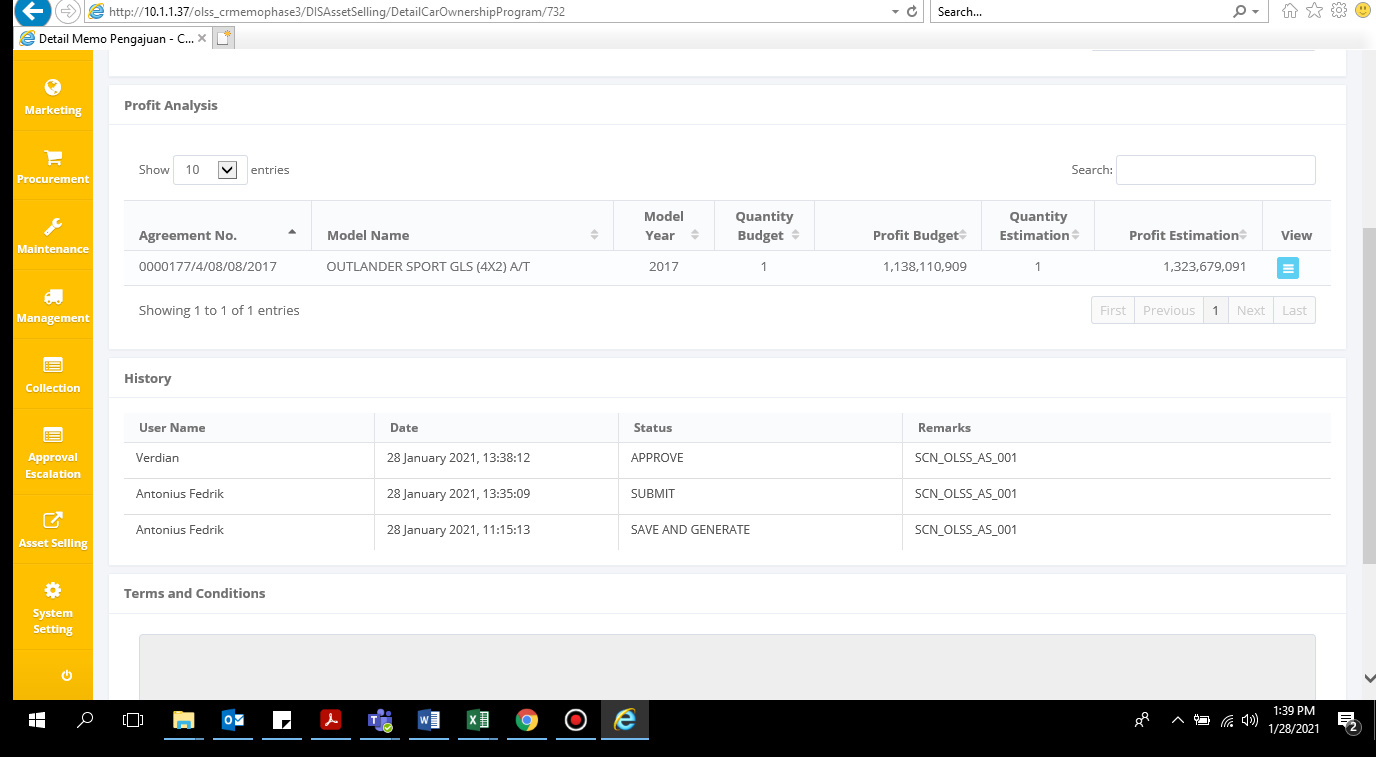 http://10.1.1.37/olss_crmemophase3/DISAssetSelling/DetailCarOwnershipProgram/732
Search...
Detail Memo Pengajuan - C...
Marketing
Procurement
Maintenance
Management
Collection
Approval
Escalation
Asset Selling
System
Setting
Profit Analysis
Show 10 entries
Search:
Agreement No. Model Name Model Year Quantity Budget Profit Budget Quantity Estimation Profit Estimation View
0000177/4/08/08/2017 OUTLANDER SPORT GLS (4X2) A/T 2017 1 1,138,110,909 1 1,323,679,091
Showing 1 to 1 of 1 entries
First Previous 1 Next Last
History
User Name Date Status Remarks
Verdian 28 January 2021, 13:38:12 APPROVE SCN_OLSS_AS_001
Antonius Fedrik 28 January 2021, 13:35:09 SUBMIT SCN_OLSS_AS_001
Antonius Fedrik 28 January 2021, 11:15:13 SAVE AND GENERATE SCN_OLSS_AS_001
Terms and Conditions
1:39 PM
1/28/2021
2